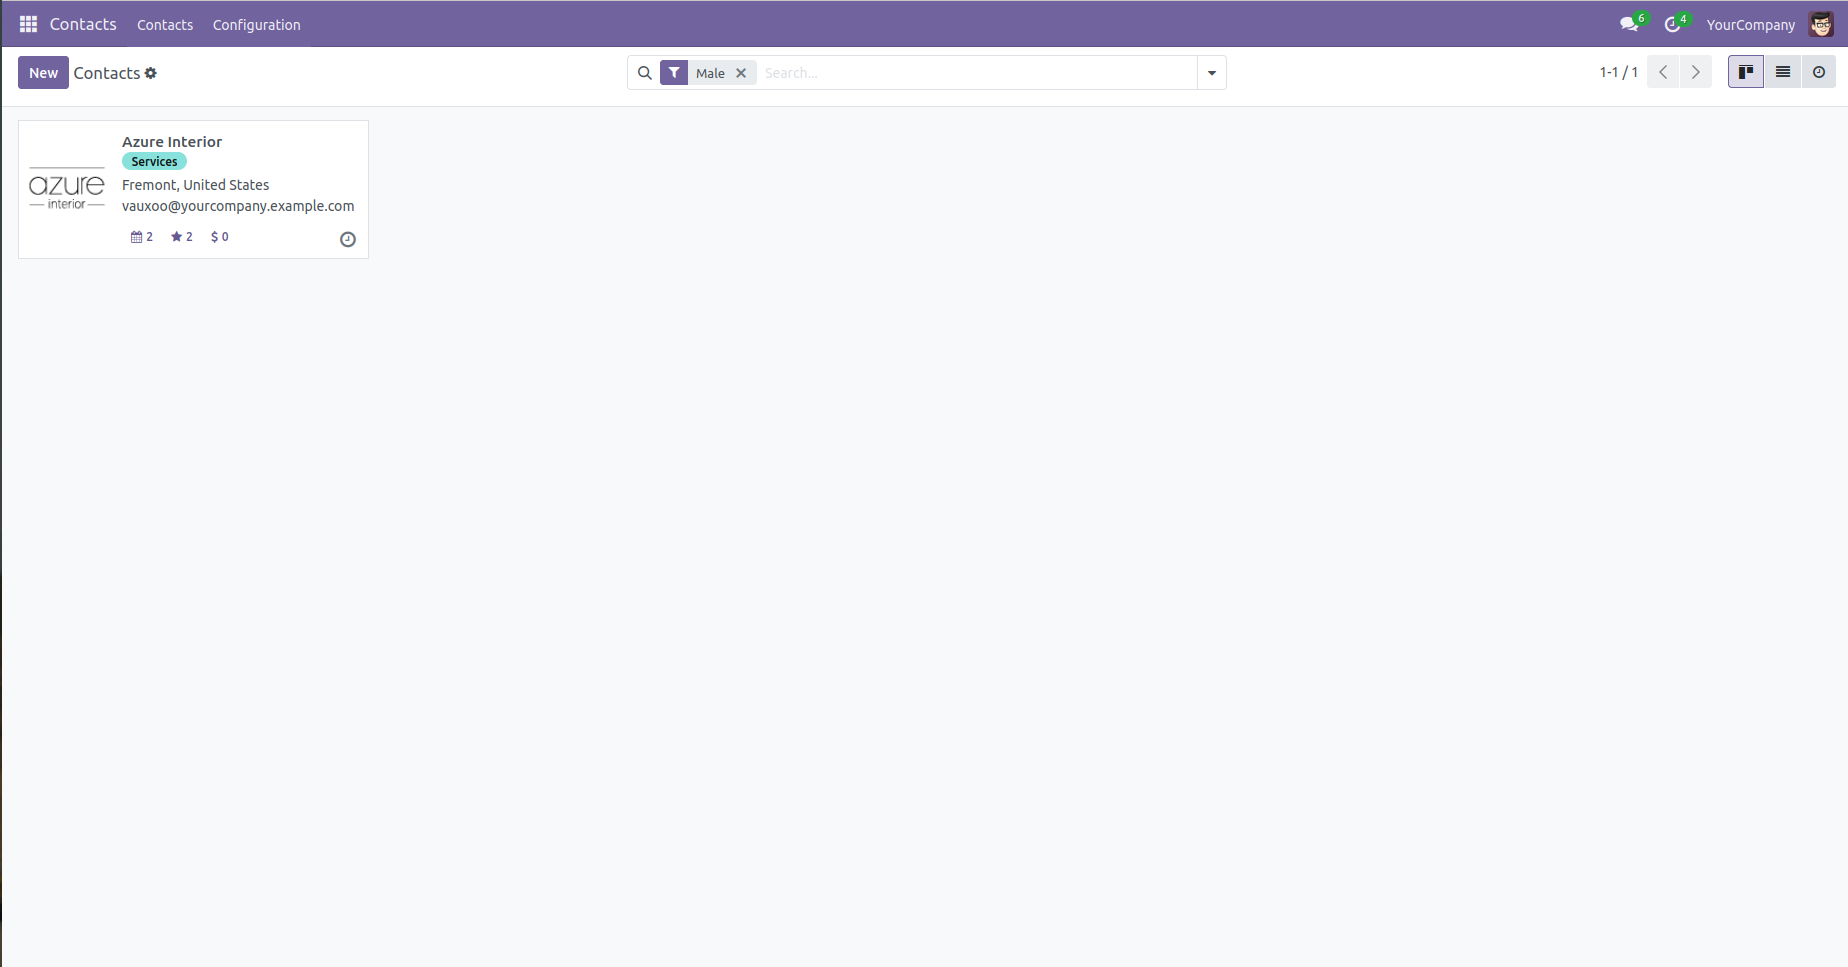 Contacts Contacts Configuration 6 4 YourCompany
New Contacts Male Search... 1-1 / 1
Azure Interior
Services
azure
interior
Fremont, United States
vauxoo@yourcompany.example.com
2 2 $ 0